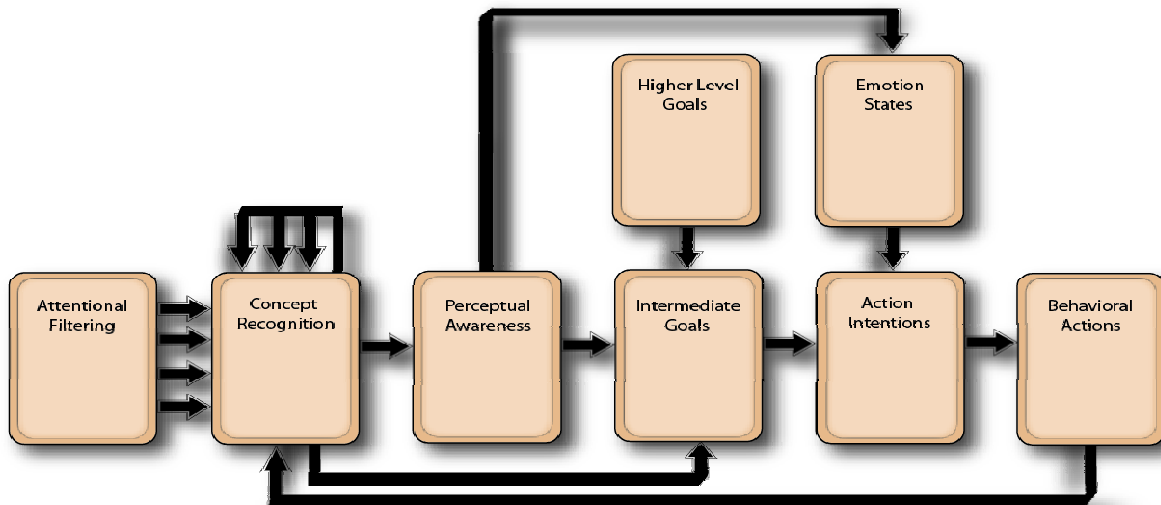 Higher Level
Goals
Emotion
States
Attentional
Filtering
Concept
Recognition
Perceptual
Awareness
Intermediate
Goals
Action
Intentions
Behavioral
Actions